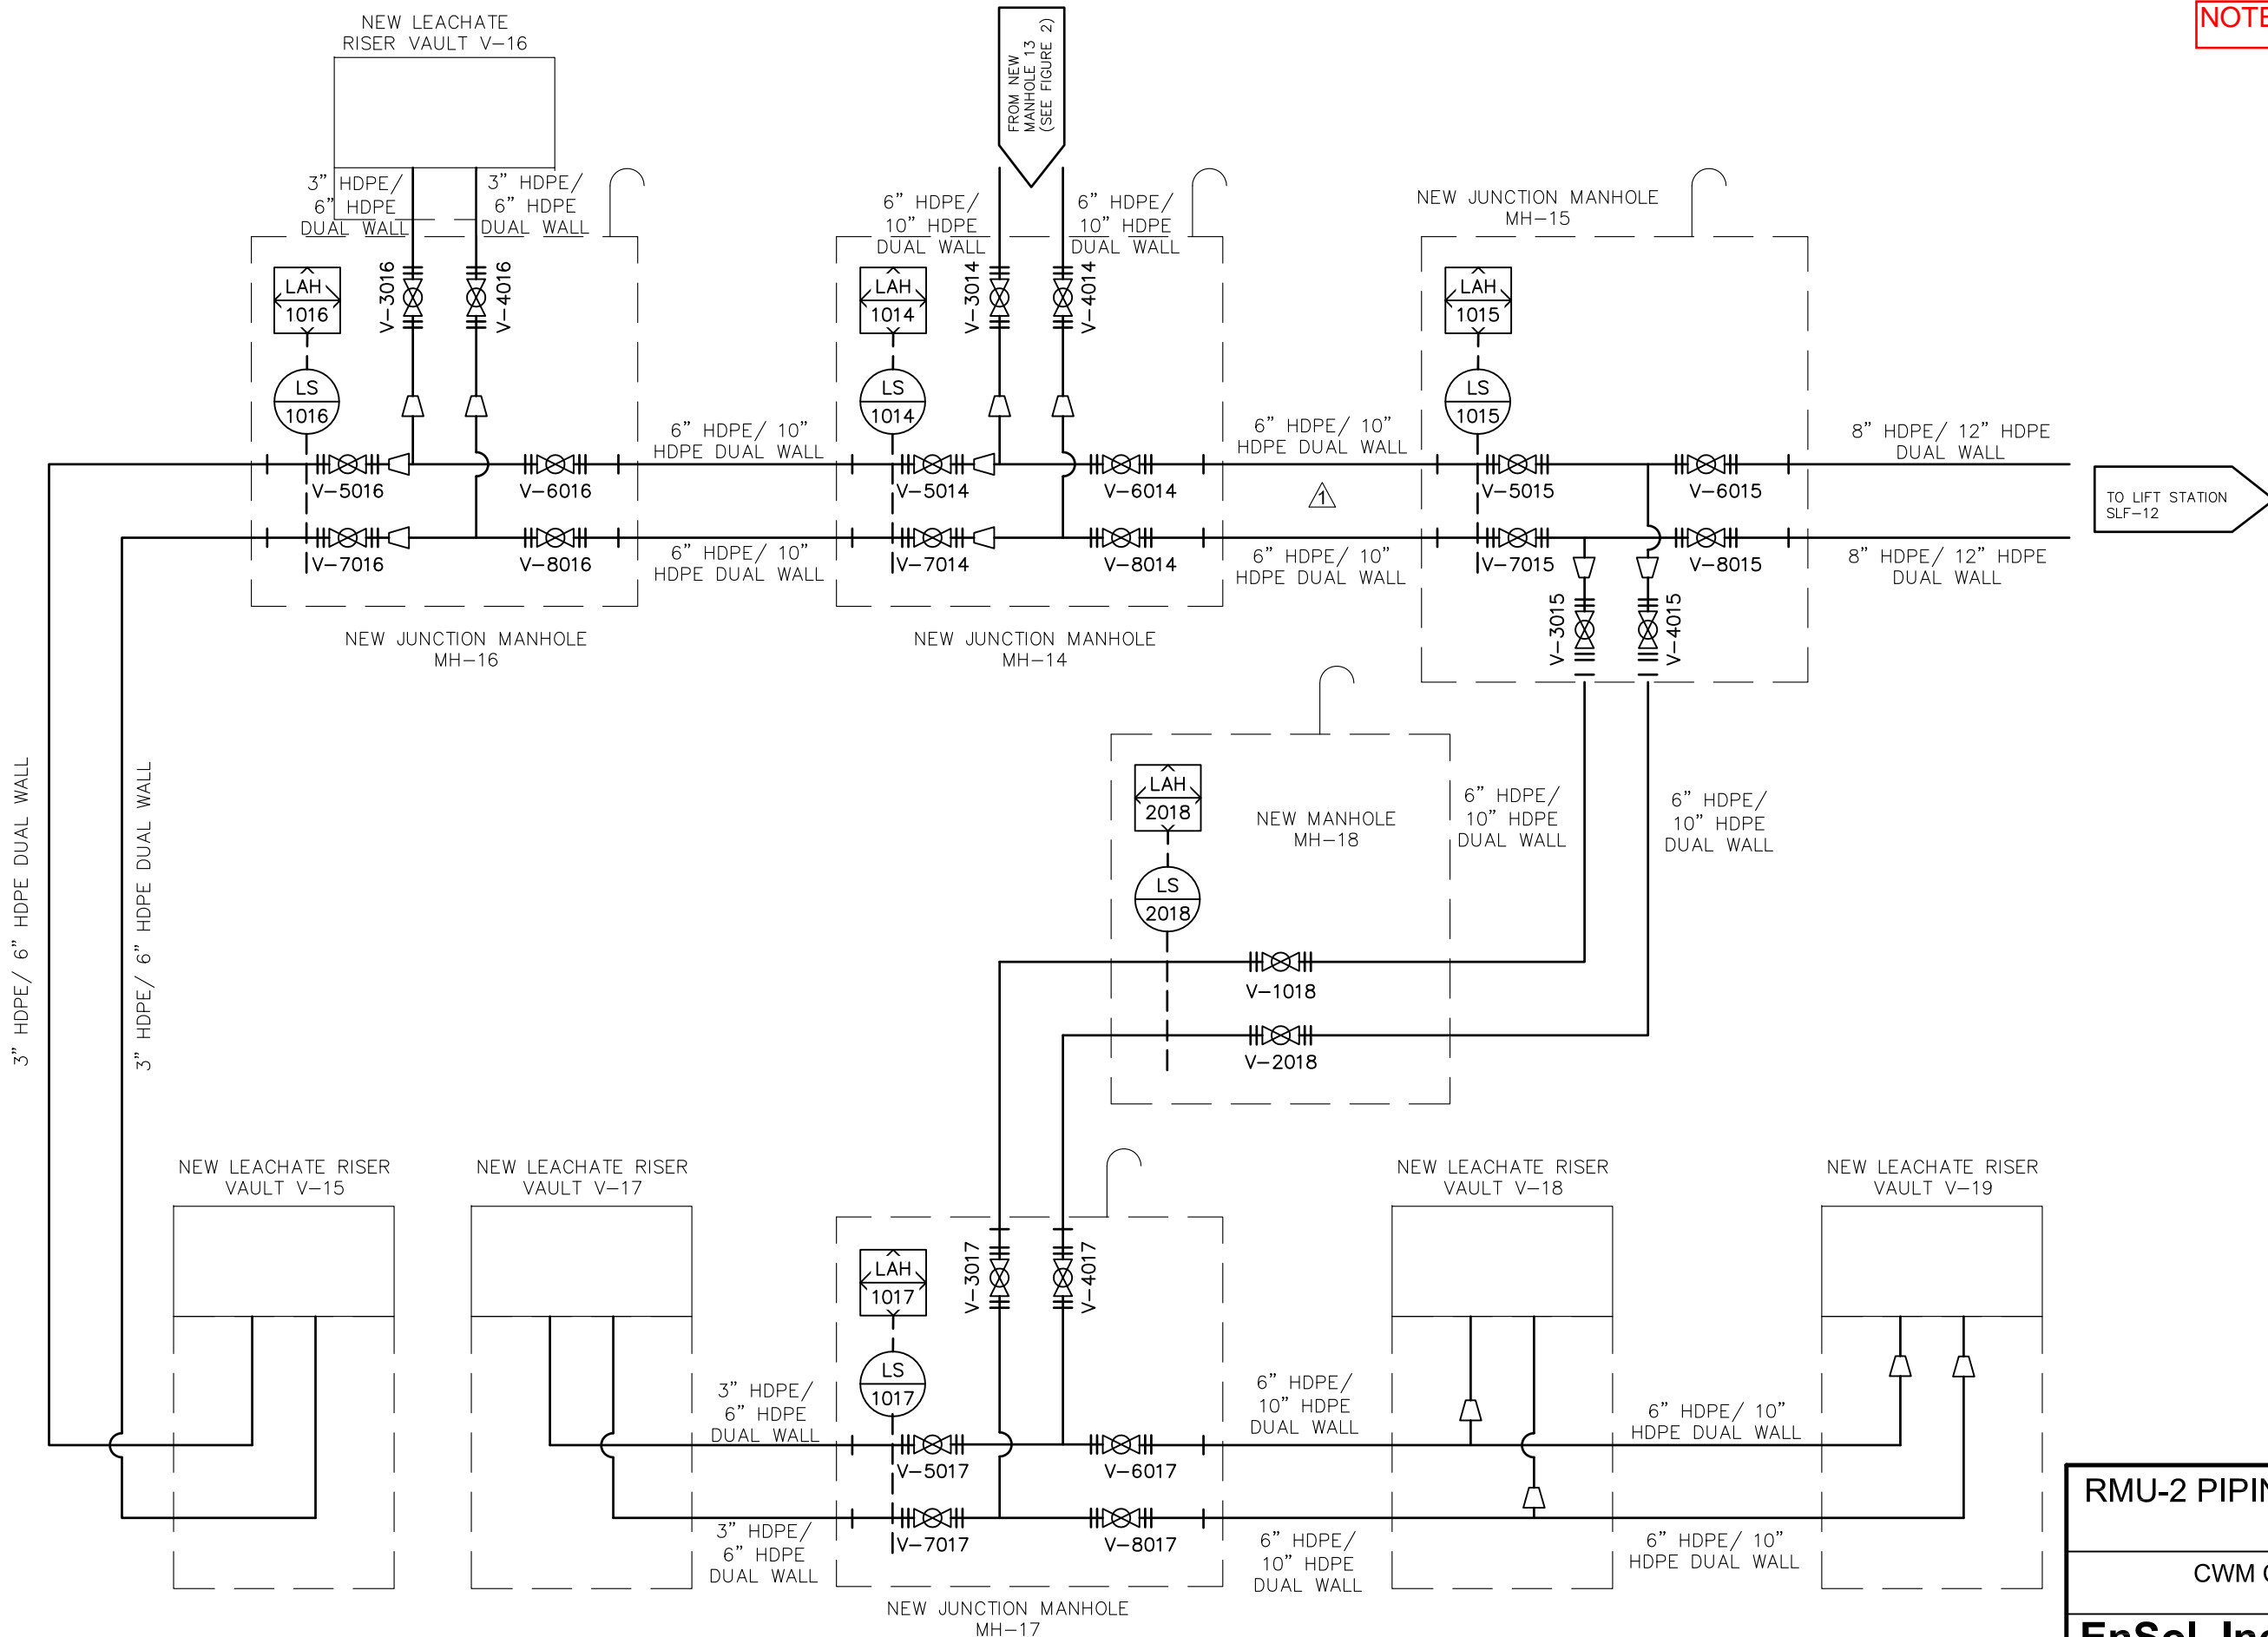 NOTE
NEW LEACHATE
RISER VAULT V-16
FROM NEW
MANHOLE 13
(SEE FIGURE 2)
3" HDPE/
6" HDPE
DUAL WALL
3" HDPE/
6" HDPE
DUAL WALL
6" HDPE/
10" HDPE
DUAL WALL
6" HDPE/
10" HDPE
DUAL WALL
NEW JUNCTION MANHOLE
MH-15
LAH
1016
V-3016
V-4016
LS
1016
LAH
1014
V-3014
V-4014
LS
1014
LAH
1015
LS
1015
6" HDPE/ 10"
HDPE DUAL WALL
6" HDPE/ 10"
HDPE DUAL WALL
8" HDPE/ 12" HDPE
DUAL WALL
V-5016
V-6016
V-5014
V-6014
1
V-5015
V-6015
TO LIFT STATION
SLF-12
V-7016
V-8016
6" HDPE/ 10"
HDPE DUAL WALL
V-7014
V-8014
6" HDPE/ 10"
HDPE DUAL WALL
V-7015
V-8015
8" HDPE/ 12" HDPE
DUAL WALL
V-3015
V-4015
NEW JUNCTION MANHOLE
MH-16
NEW JUNCTION MANHOLE
MH-14
3" HDPE/ 6" HDPE DUAL WALL
3" HDPE/ 6" HDPE DUAL WALL
LAH
2018
NEW MANHOLE
MH-18
LS
2018
6" HDPE/
10" HDPE
DUAL WALL
6" HDPE/
10" HDPE
DUAL WALL
V-1018
V-2018
NEW LEACHATE RISER
VAULT V-15
NEW LEACHATE RISER
VAULT V-17
NEW LEACHATE RISER
VAULT V-18
NEW LEACHATE RISER
VAULT V-19
LAH
1017
V-3017
V-4017
LS
1017
3" HDPE/
6" HDPE
DUAL WALL
6" HDPE/
10" HDPE
DUAL WALL
6" HDPE/ 10"
HDPE DUAL WALL
V-5017
V-6017
V-7017
V-8017
3" HDPE/
6" HDPE
DUAL WALL
6" HDPE/
10" HDPE
DUAL WALL
6" HDPE/ 10"
HDPE DUAL WALL
NEW JUNCTION MANHOLE
MH-17
RMU-2 PIPIN
CWM
EnSol, Inc